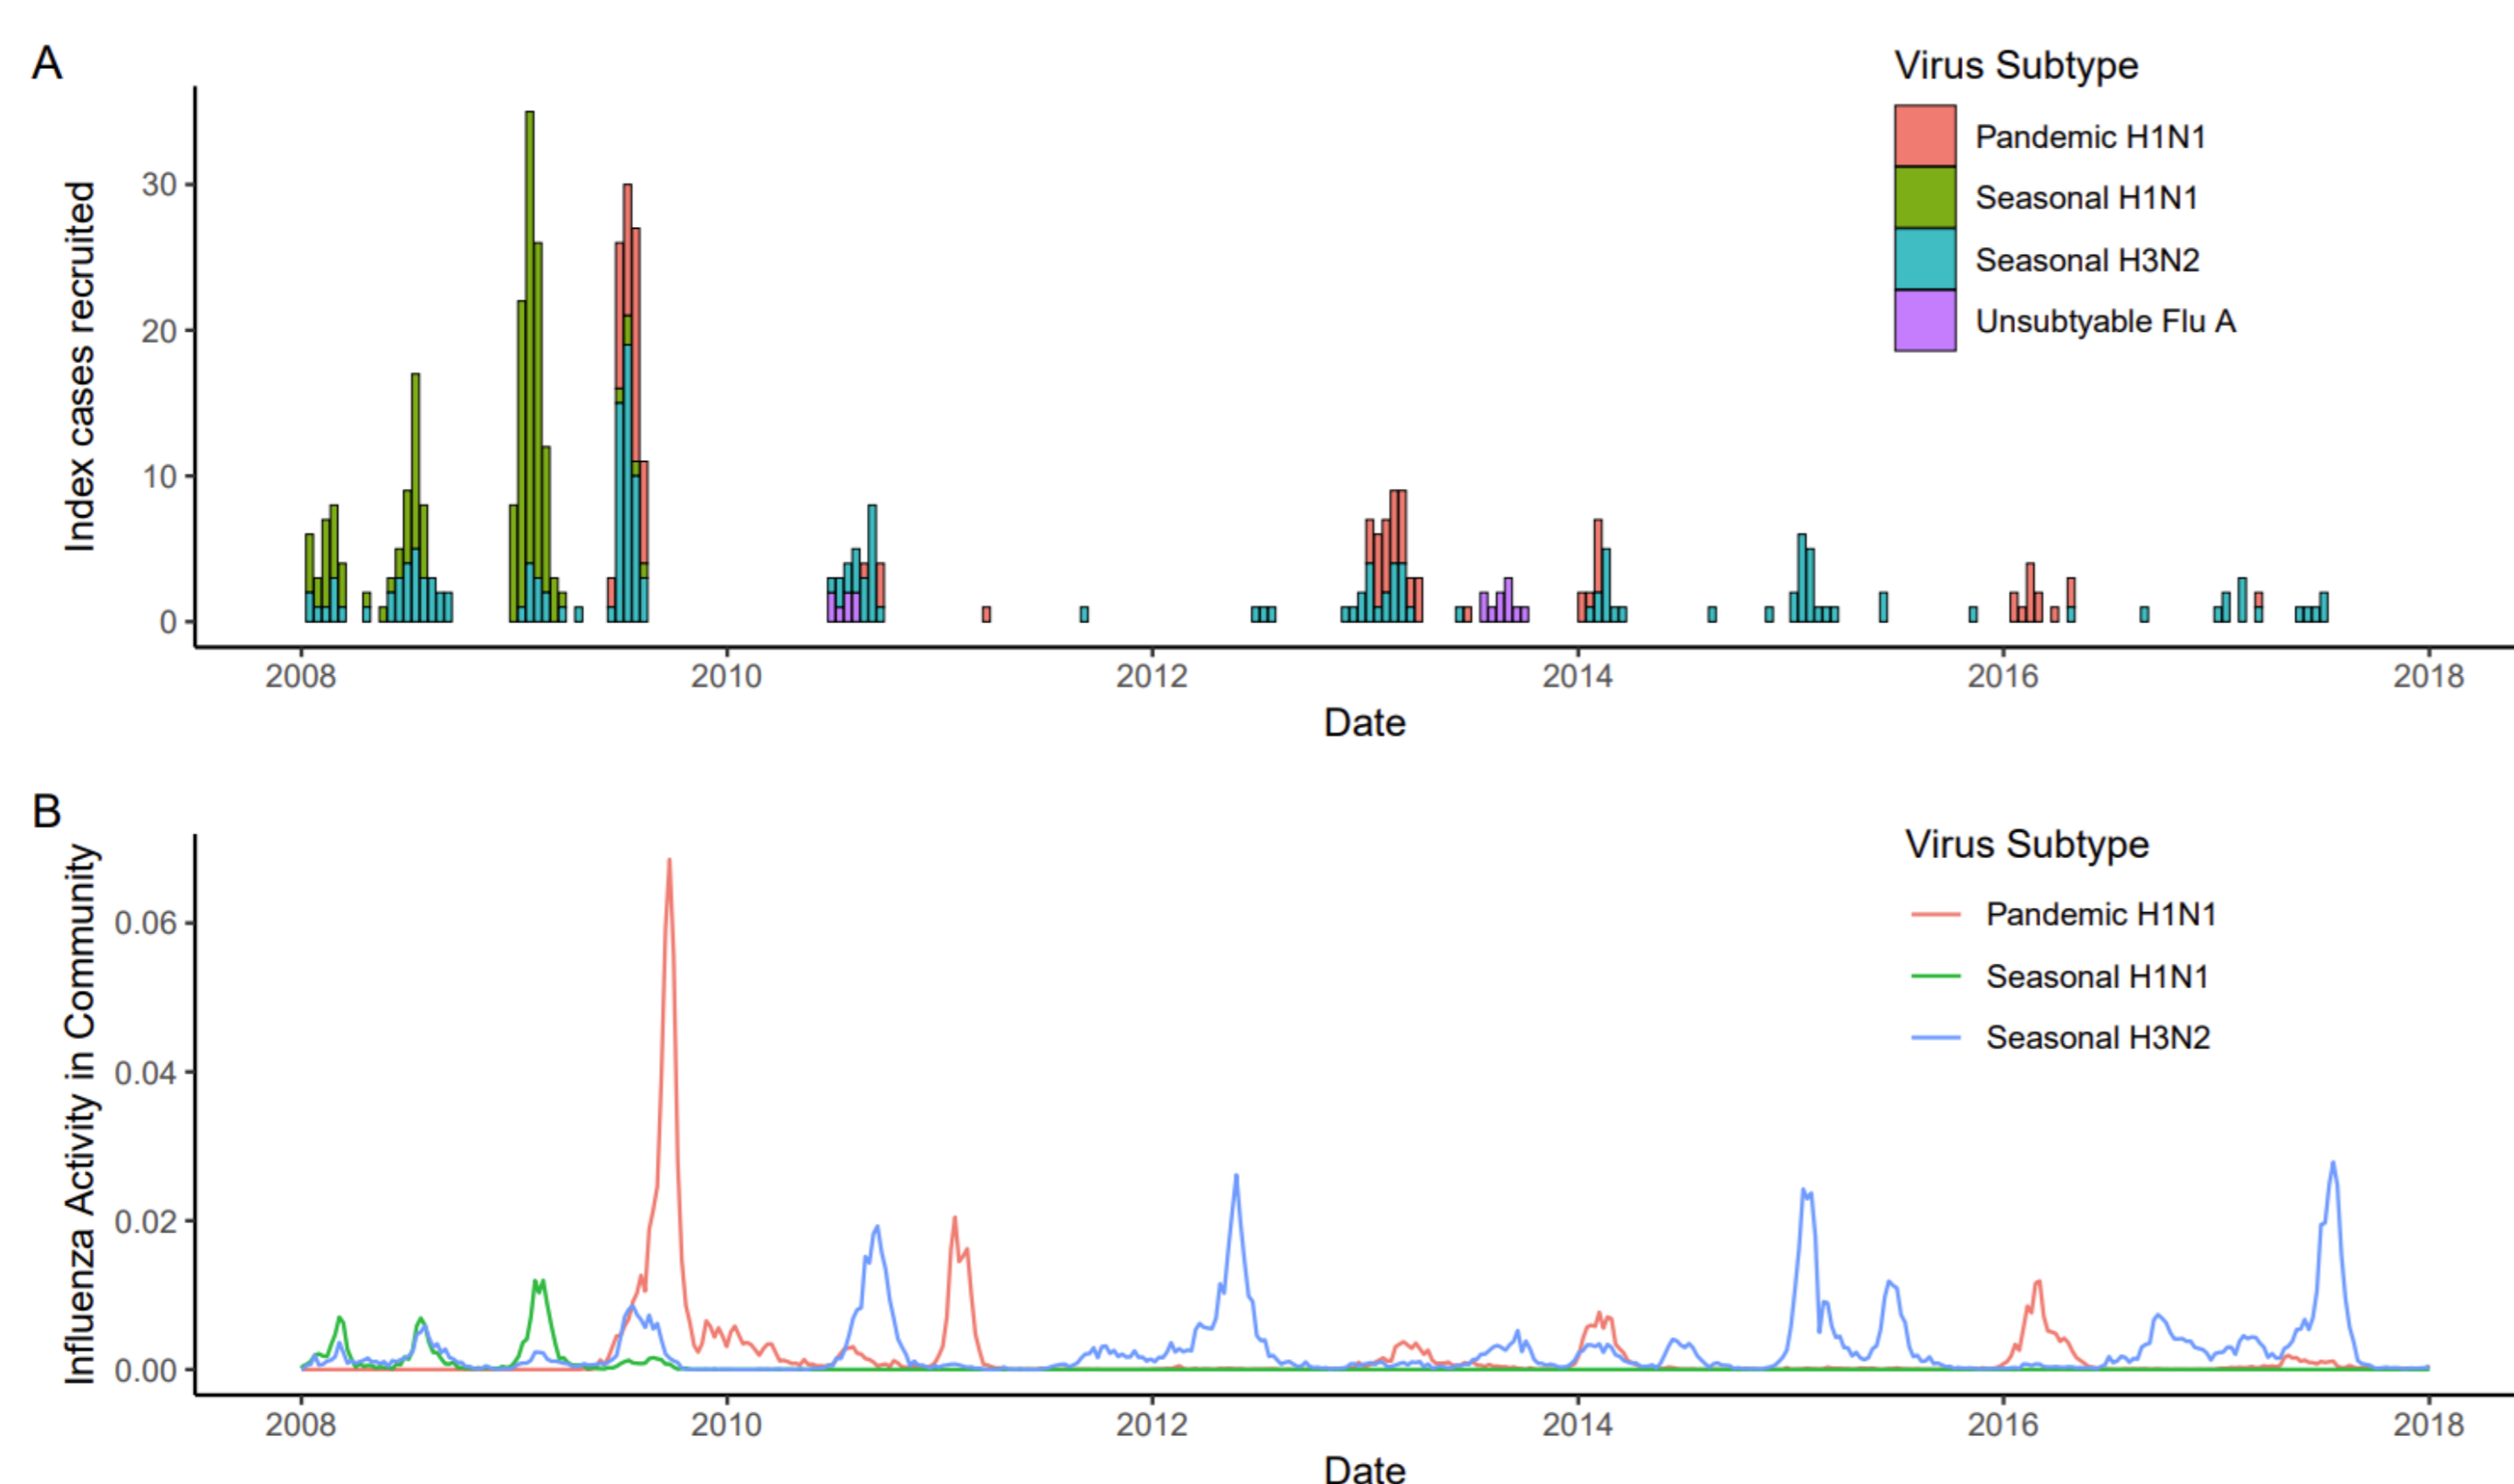 A
Virus Subtype
Pandemic H1N1
Seasonal H1N1
Seasonal H3N2
Unsubtyable Flu A
Index cases recruited
30
20
10
0
2008 2010 2012 2014 2016 2018
Date
B
Virus Subtype
Pandemic H1N1
Seasonal H1N1
Seasonal H3N2
Influenza Activity in Community
0.06
0.04
0.02
0.00
2008 2010 2012 2014 2016 2018
Date